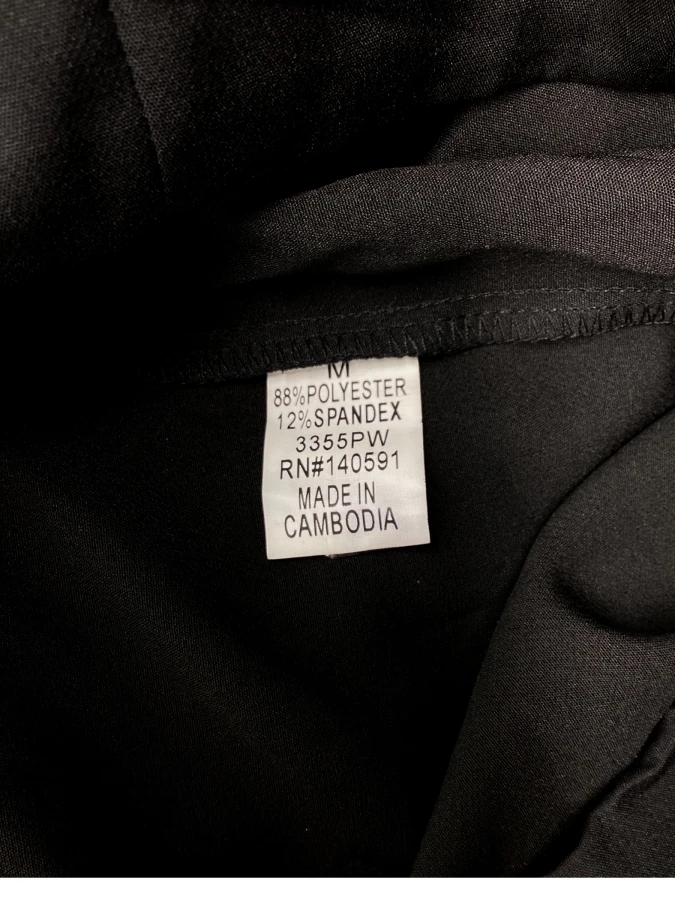 M
88%POLYESTER
12%SPANDEX
3355PW
RN#140591
MADE IN
CAMBODIA